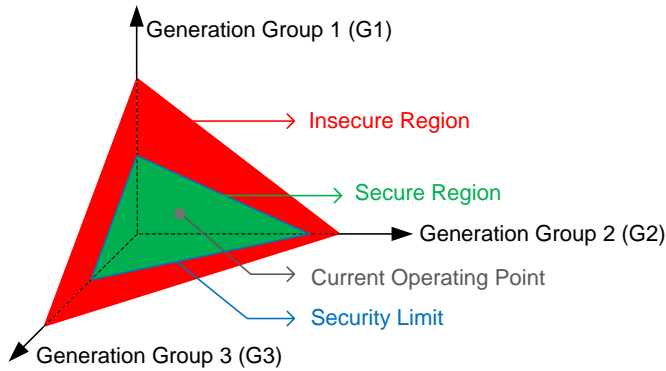 Generation Group 1 (G1)
Insecure Region
Secure Region
Generation Group 2 (G2)
Current Operating Point
Security Limit
Generation Group 3 (G3)